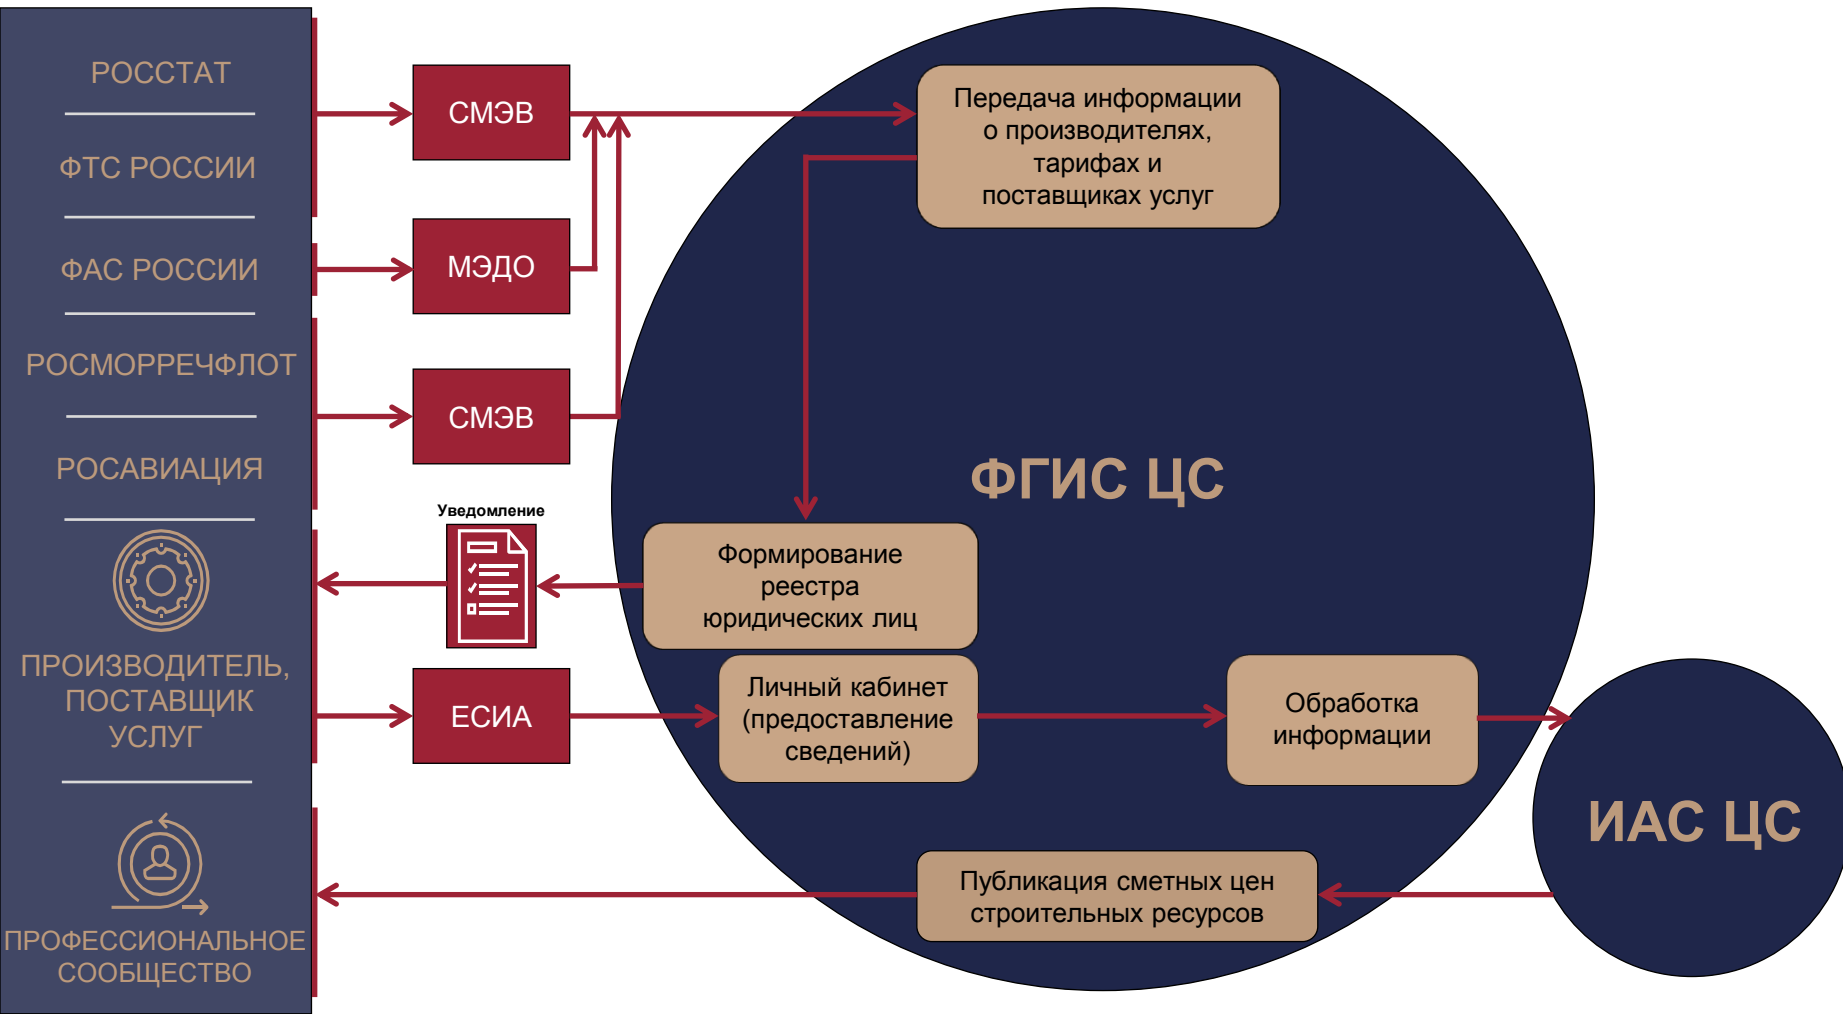 РОССТАТ
ФТС РОССИИ
ФАС РОССИИ
РОСМОРРЕЧФЛОТ
РОСАВИАЦИЯ
ПРОИЗВОДИТЕЛЬ,
ПОСТАВЩИК
УСЛУГ
ПРОФЕССИОНАЛЬНОЕ
СООБЩЕСТВО
СМЭВ
МЭДО
СМЭВ
Уведомление
ЕСИА
Передача информации
о производителях,
тарифах и
поставщиках услуг
ФГИС ЦС
Формирование
реестра
юридических лиц
Личный кабинет
(предоставление
сведений)
Обработка
информации
ИАС ЦС
Публикация сметных цен
строительных ресурсов